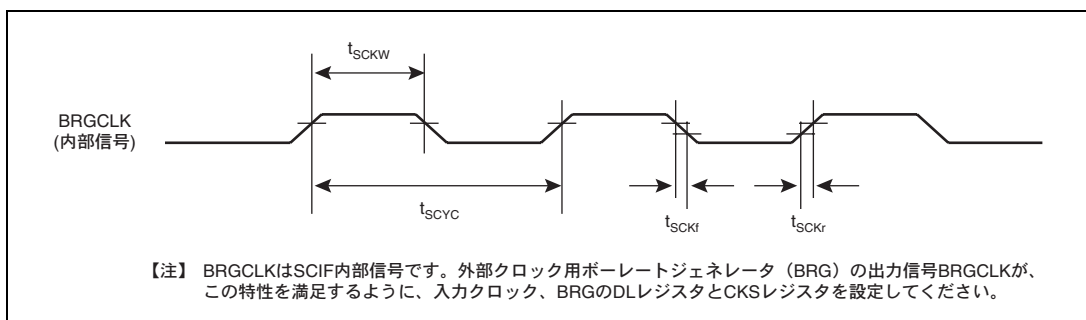 tSCKW
BRGCLK
(内部信号)
tSCYC
tSCKf
tSCKr
【注】 BRGCLKはSCIF内部信号です。外部クロック用ボーレートジェネレータ（BRG）の出力信号BRGCLKが、
この特性を満足するように、入力クロック、BRGのDLレジスタとCKSレジスタを設定してください。